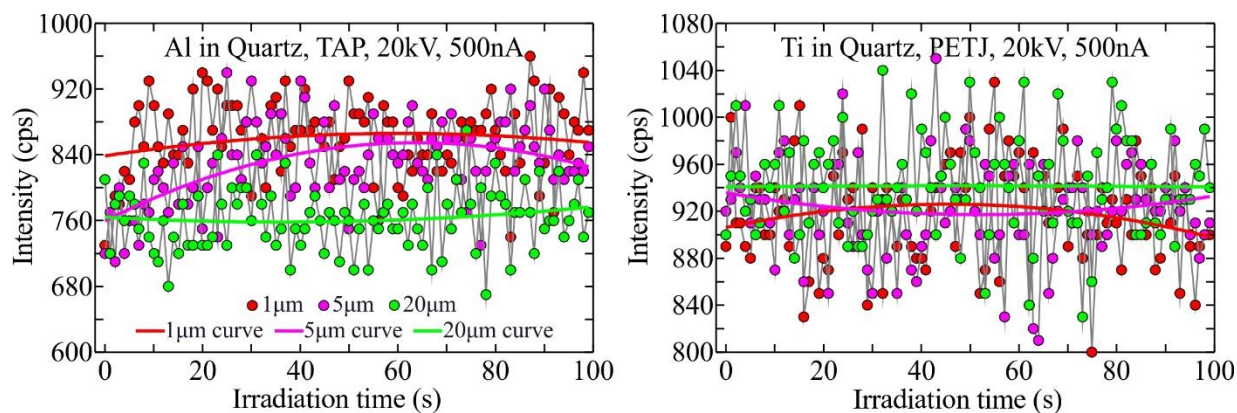 Al in Quartz, TAP, 20kV, 500nA
Intensity (cps)
1000
920
840
760
680
600
1μm 5μm 20μm
1μm curve 5μm curve 20μm curve
0 20 40 60 80 100
Irradiation time (s)
Ti in Quartz, PETJ, 20kV, 500nA
Intensity (cps)
1080
1040
1000
960
920
880
840
800
0 20 40 60 80 100
Irradiation time (s)